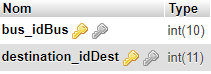 Nom Type
bus_idBus int(10)
destination_idDest int(11)